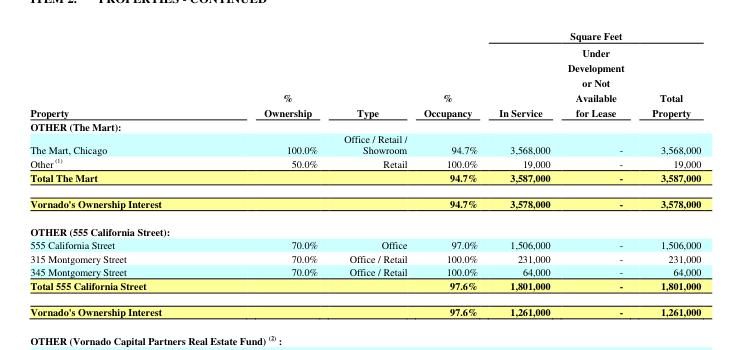 ITEM 2. PROPERTIES - CONTINUED
Square Feet
Under
Development
or Not
% % Available Total
Property Ownership Type Occupancy In Service for Lease Property
OTHER (The Mart):
Office / Retail /
The Mart, Chicago 100.0% Showroom 94.7% 3,568,000 - 3,568,000
Other (1) 50.0% Retail 100.0% 19,000 - 19,000
Total The Mart 94.7% 3,587,000 - 3,587,000
Vornado's Ownership Interest 94.7% 3,578,000 - 3,578,000
OTHER (555 California Street):
555 California Street 70.0% Office 97.0% 1,506,000 - 1,506,000
315 Montgomery Street 70.0% Office / Retail 100.0% 231,000 - 231,000
345 Montgomery Street 70.0% Office / Retail 100.0% 64,000 - 64,000
Total 555 California Street 97.6% 1,801,000 - 1,801,000
Vornado's Ownership Interest 97.6% 1,261,000 - 1,261,000
OTHER (Vornado Capital Partners Real Estate Fund) (2) :